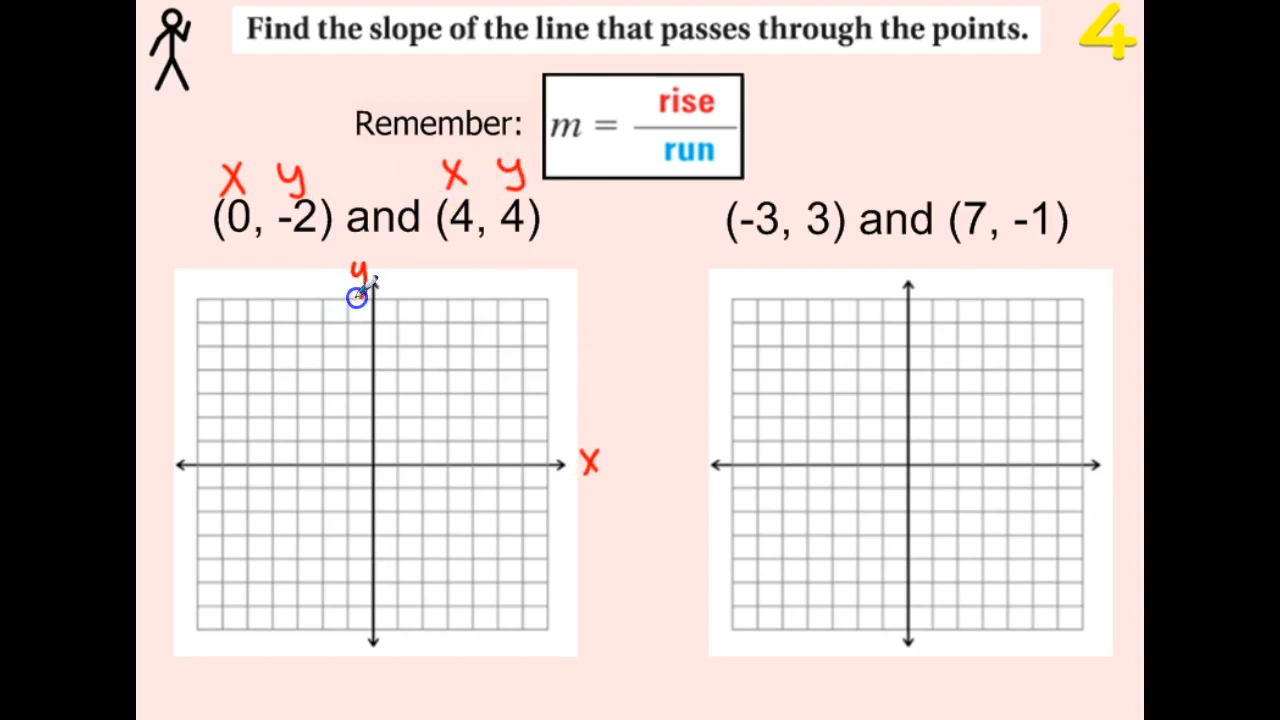 Find the slope of the line that passes through the points.
4
Remember: m = rise
run
x y x y
(0, -2) and (4, 4)
(-3, 3) and (7, -1)
y
x